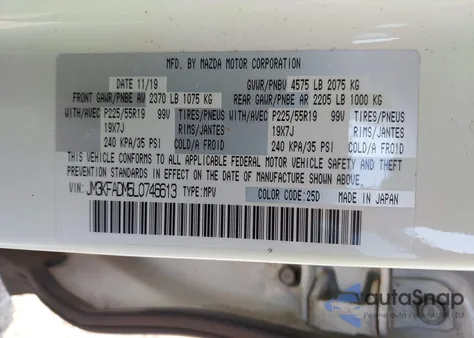 MFD. BY MAZDA MOTOR CORPORATION
DATE 11/19 GVWR/PNBV 4575 LB 2075 KG
FRONT GAWR/PNBE AV 2370 LB 1075 KG REAR GAWR/PNBE AR 2205 LB 1000 KG
WITH/AVEC P225/55R19 99V TIRES/PNEUS WITH/AVEC P225/55R19 99V TIRES/PNEUS
19X7J RIMS/JANTES 19X7J RIMS/JANTES
240 KPA/35 PSI COLD/A FROID 240 KPA/35 PSI COLD/A FROID
THIS VEHICLE CONFORMS TO ALL APPLICABLE FEDERAL MOTOR VEHICLE SAFETY AND THEFT
PREVENTION STANDARDS IN EFFECT ON THE DATE OF MANUFACTURE SHOWN ABOVE.
VIN: JM3KFADM5L0746613 TYPE:MPV COLOR CODE:25D MADE IN JAPAN
autoSnap